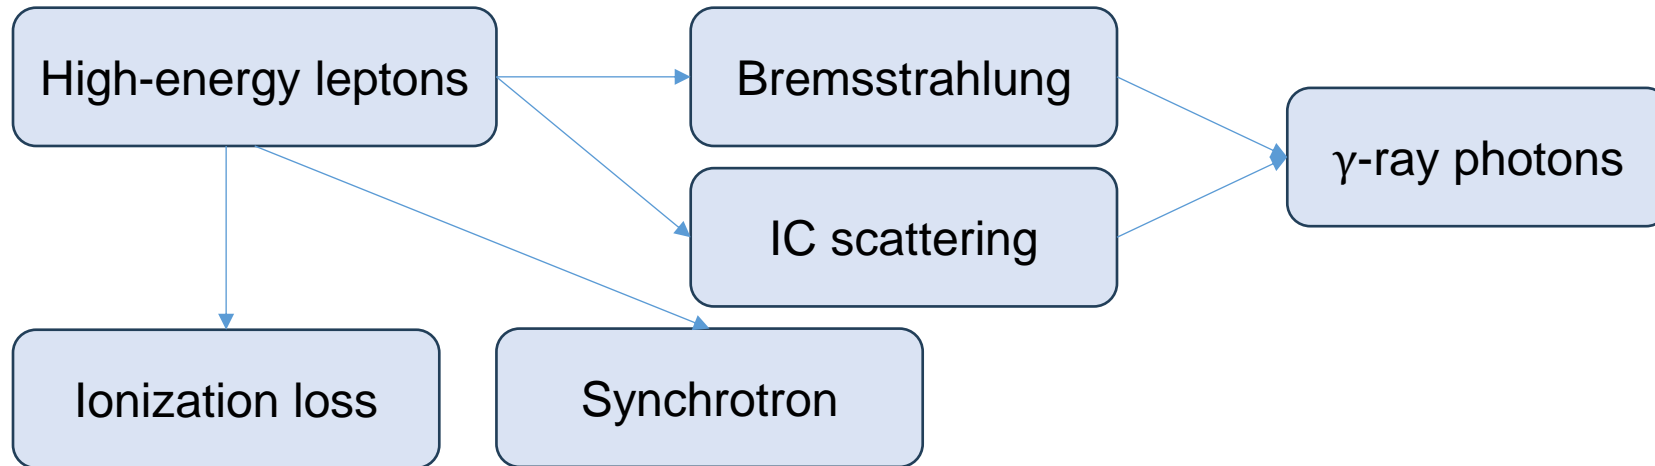 High-energy leptons
Bremsstrahlung
γ-ray photons
IC scattering
Ionization loss
Synchrotron